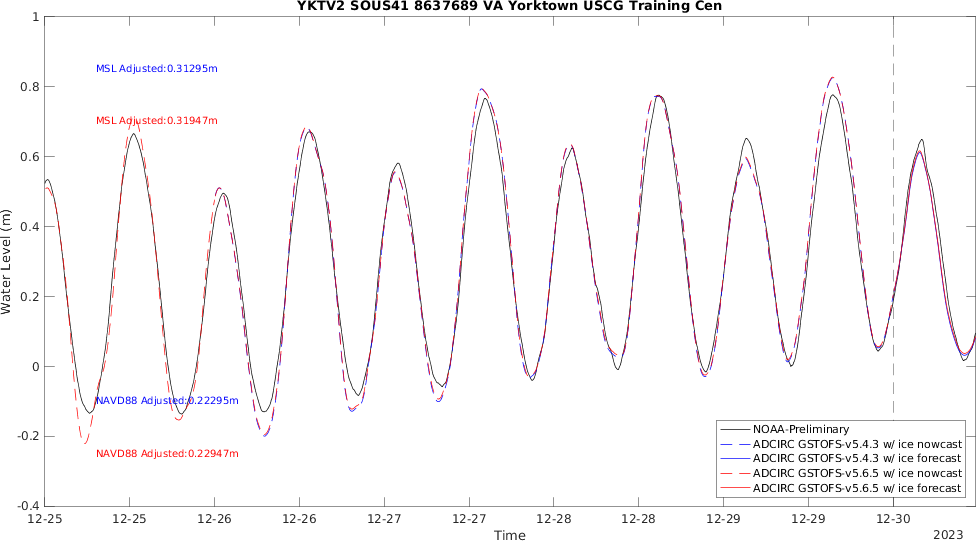 YKTV2 SOUS41 8637689 VA Yorktown USCG Training Cen
1
0.8
0.6
0.4
0.2
0
-0.2
-0.4
Water Level (m)
MSL Adjusted:0.31295m
MSL Adjusted:0.31947m
NAVD88 Adjusted:0.22295m
NAVD88 Adjusted:0.22947m
NOAA-Preliminary
ADCIRC GSTOFS-v5.4.3 w/ ice nowcast
ADCIRC GSTOFS-v5.4.3 w/ ice forecast
ADCIRC GSTOFS-v5.6.5 w/ ice nowcast
ADCIRC GSTOFS-v5.6.5 w/ ice forecast
12-25 12-25 12-26 12-26 12-27 12-27 12-28 12-28 12-29 12-29 12-30
Time
2023